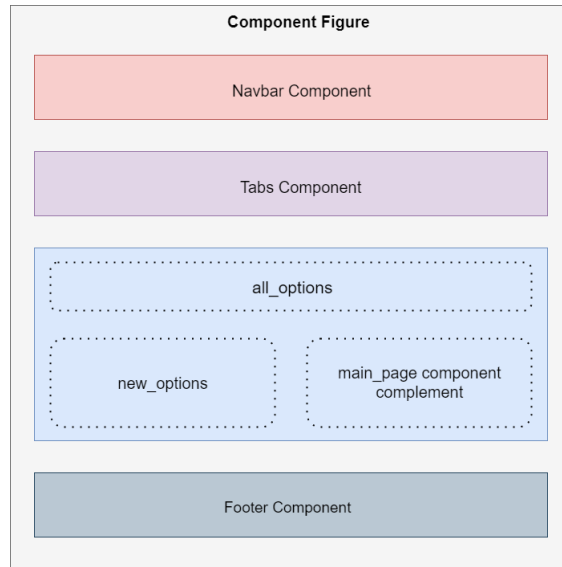 Component Figure
Navbar Component
Tabs Component
all_options
new_options
main_page component
complement
Footer Component